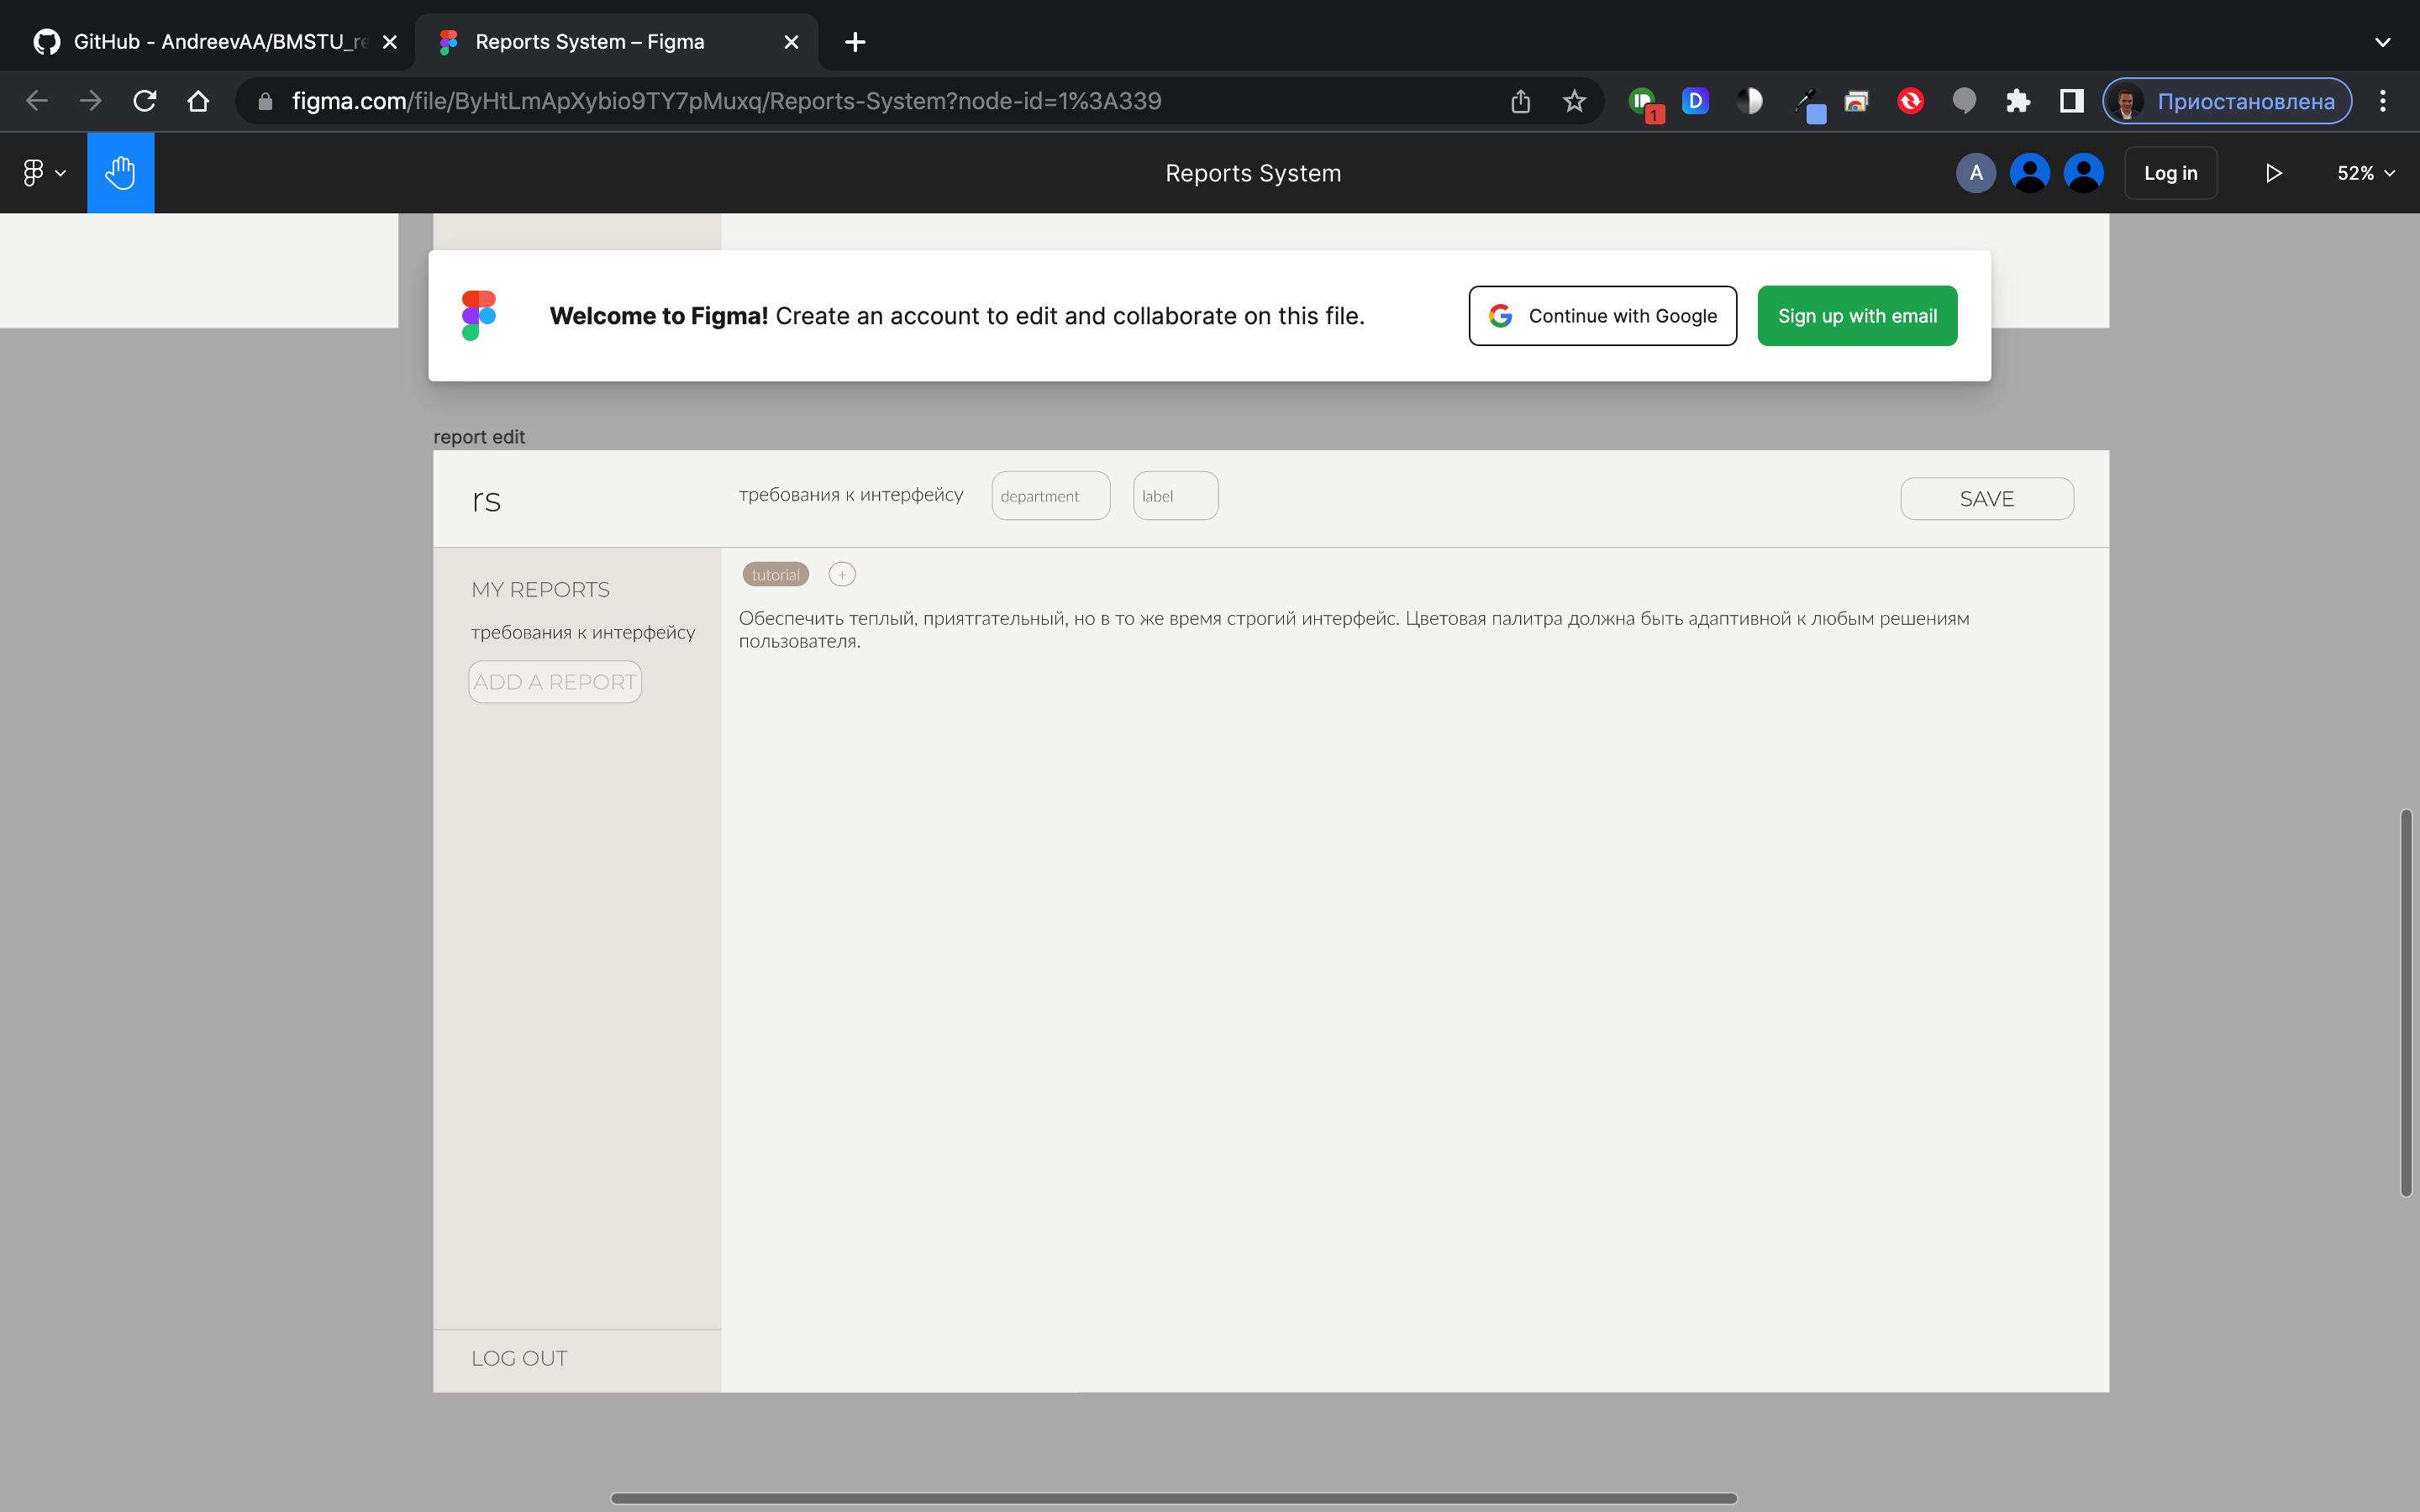 GitHub - AndreevAA/BMSTU_re
Reports System – Figma
figma.com/file/ByHtLmApXybio9TY7pMuxq/Reports-System?node-id=1%3A339
1
D
Приостановлена
Reports System
A
Log in
52%
Welcome to Figma! Create an account to edit and collaborate on this file.
Continue with Google
Sign up with email
report edit
rs
требования к интерфейсу
department
label
SAVE
MY REPORTS
требования к интерфейсу
ADD A REPORT
LOG OUT
tutorial
+
Обеспечить теплый, приятгательный, но в то же время строгий интерфейс. Цветовая палитра должна быть адаптивной к любым решениям
пользователя.